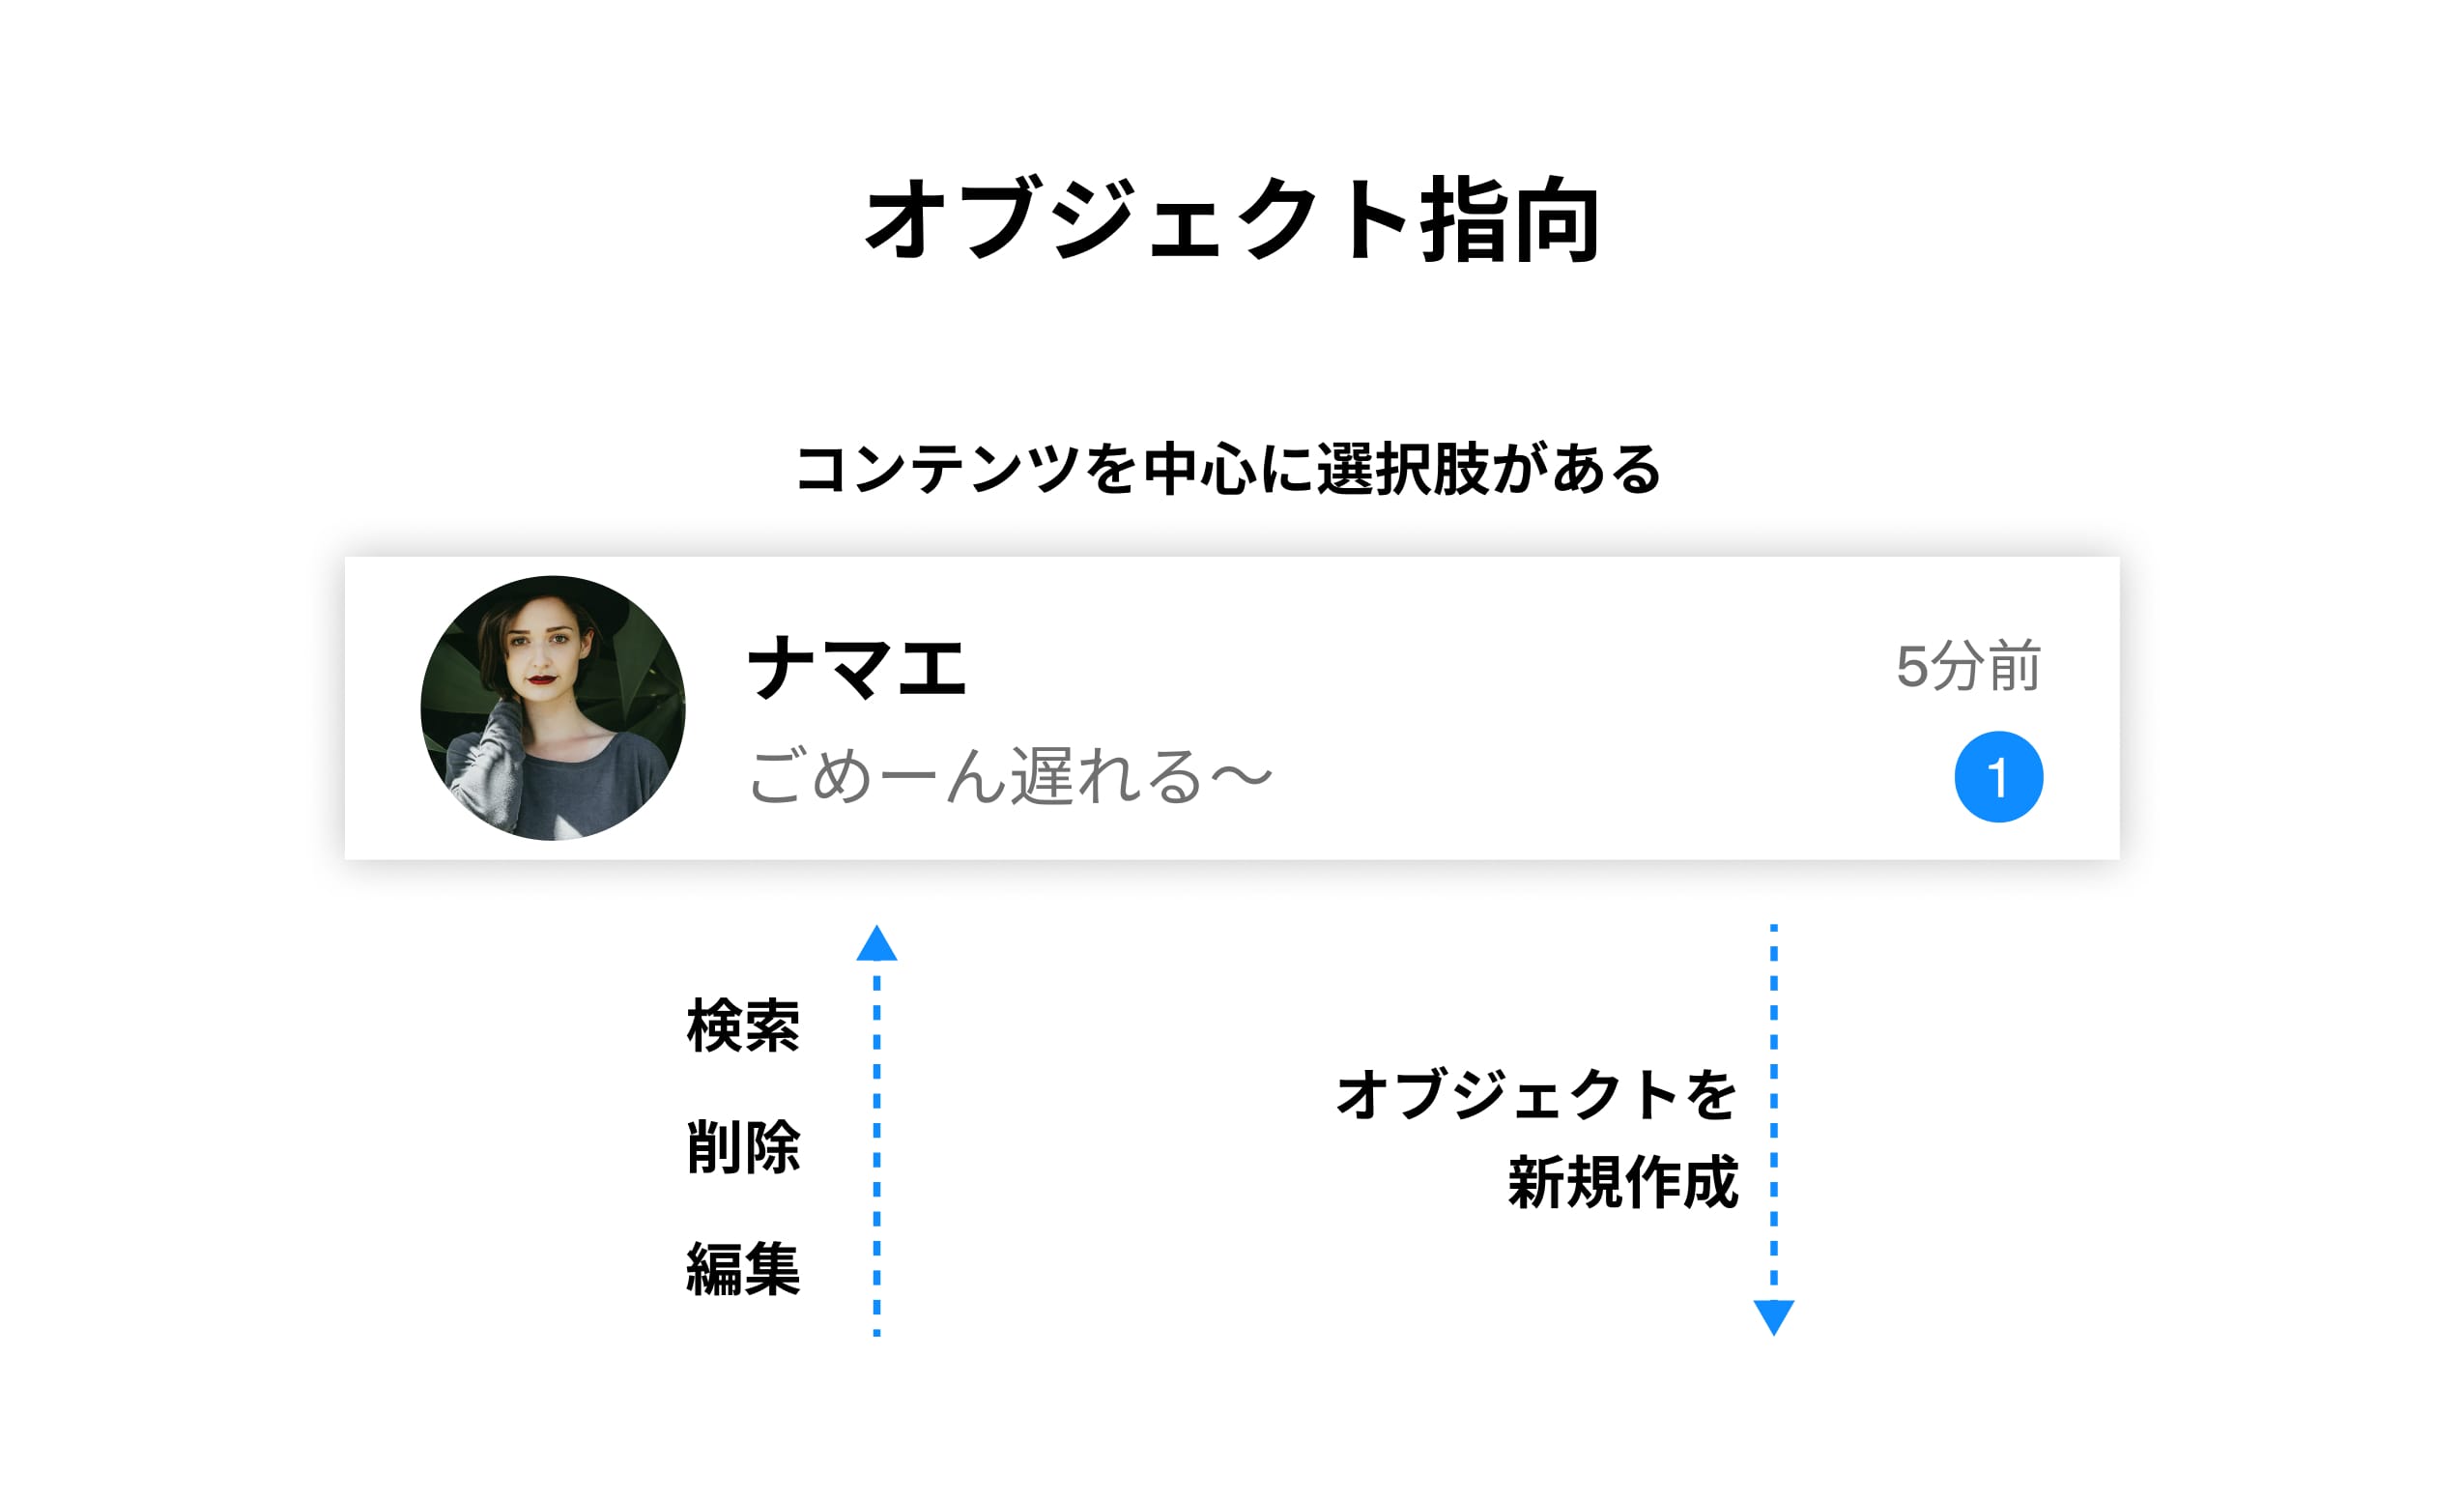 オブジェクト指向
コンテンツを中心に選択肢がある
ナマエ
5分前
ごめーん遅れる〜
1
検索
削除
編集
オブジェクトを
新規作成